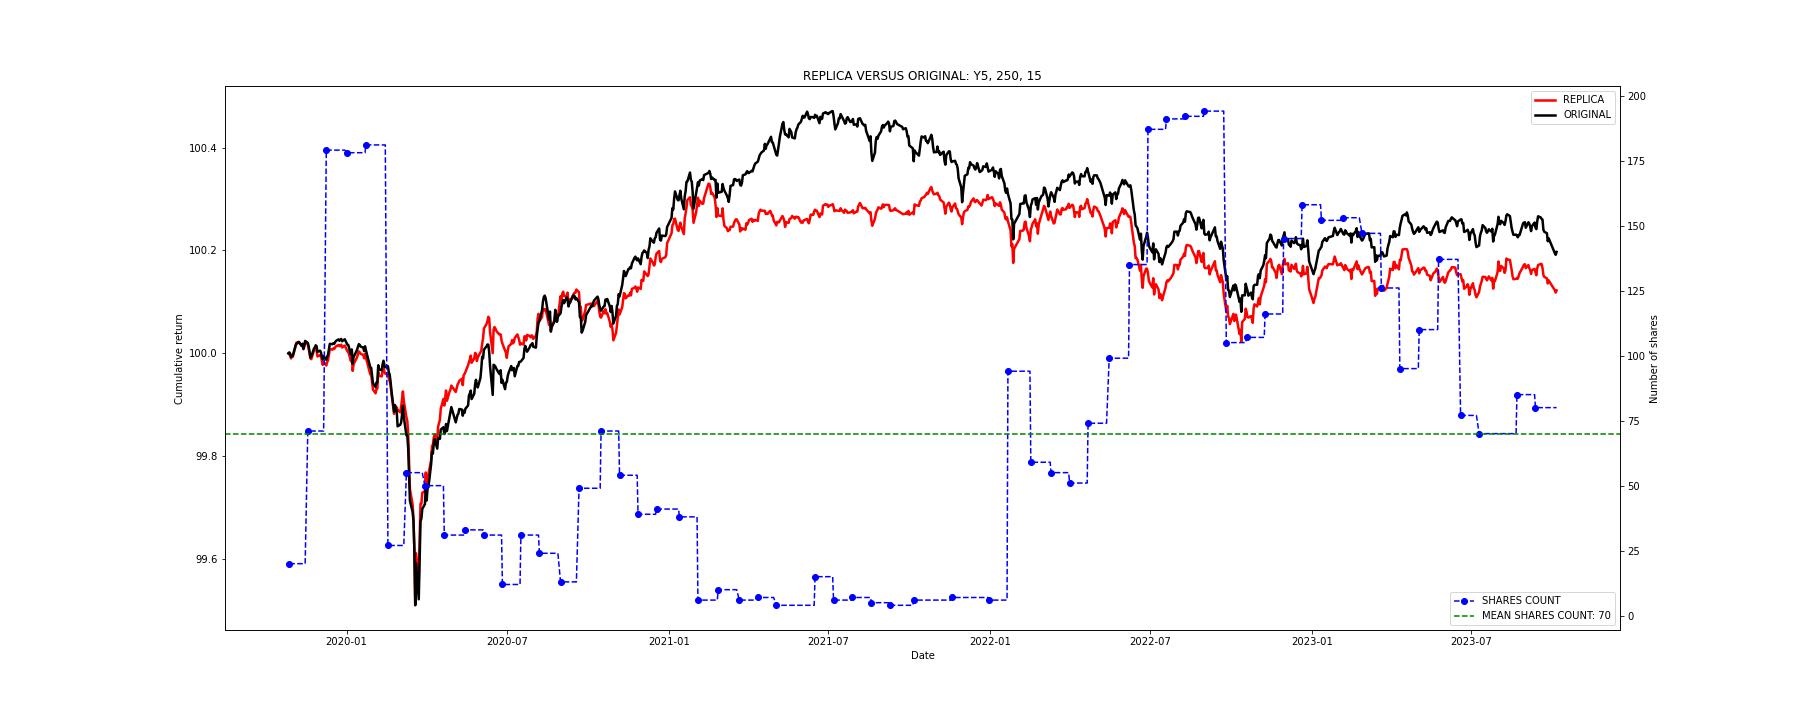 REPLICA VERSUS ORIGINAL: Y5, 250, 15
REPLICA
ORIGINAL
200
175
150
125
100
75
50
25
0
Number of shares
100.4
100.2
100.0
99.8
99.6
Cumulative return
SHARES COUNT
MEAN SHARES COUNT: 70
2020-01
2020-07
2021-01
2021-07
2022-01
2022-07
2023-01
2023-07
Date